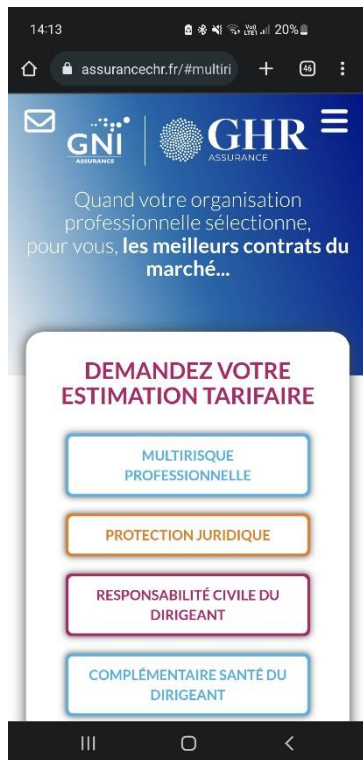 14:13
20%
assurancechr.fr/#multiri
46
GNI
ASSURANCE
GHR
ASSURANCE
Quand votre organisation
professionnelle sélectionne,
pour vous, les meilleurs contrats du
marché...
DEMANDEZ VOTRE
ESTIMATION TARIFAIRE
MULTIRISQUE
PROFESSIONNELLE
PROTECTION JURIDIQUE
RESPONSABILITÉ CIVILE DU
DIRIGEANT
COMPLÉMENTAIRE SANTÉ DU
DIRIGEANT